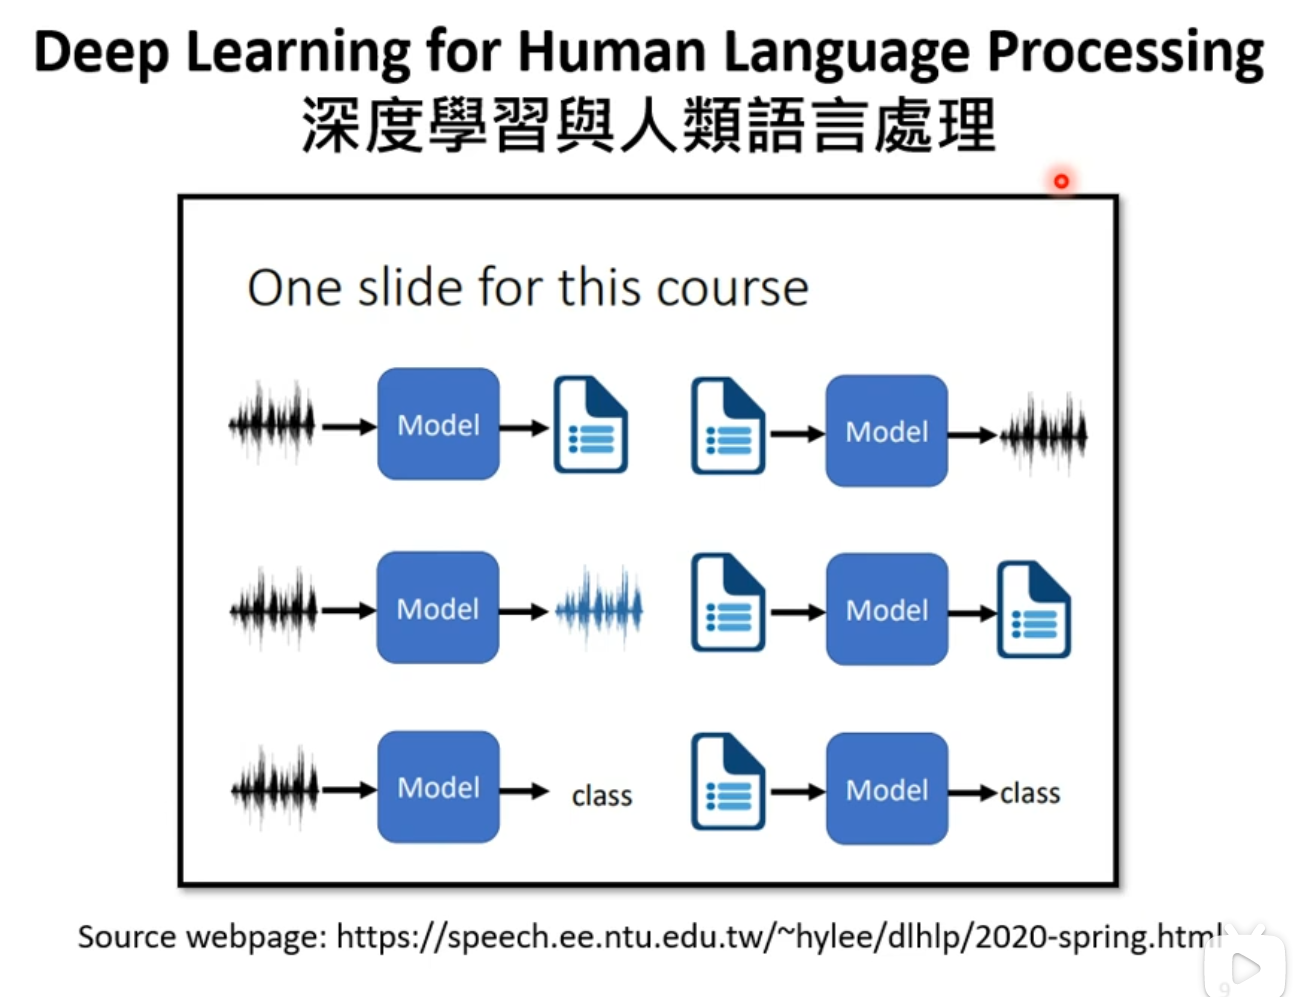 Deep Learning for Human Language Processing
深度學習與人類語言處理
One slide for this course
Model
Model
Model
Model
Model
class
Model
class
Source webpage: https://speech.ee.ntu.edu.tw/~hylee/dlhlp/2020-spring.html
9